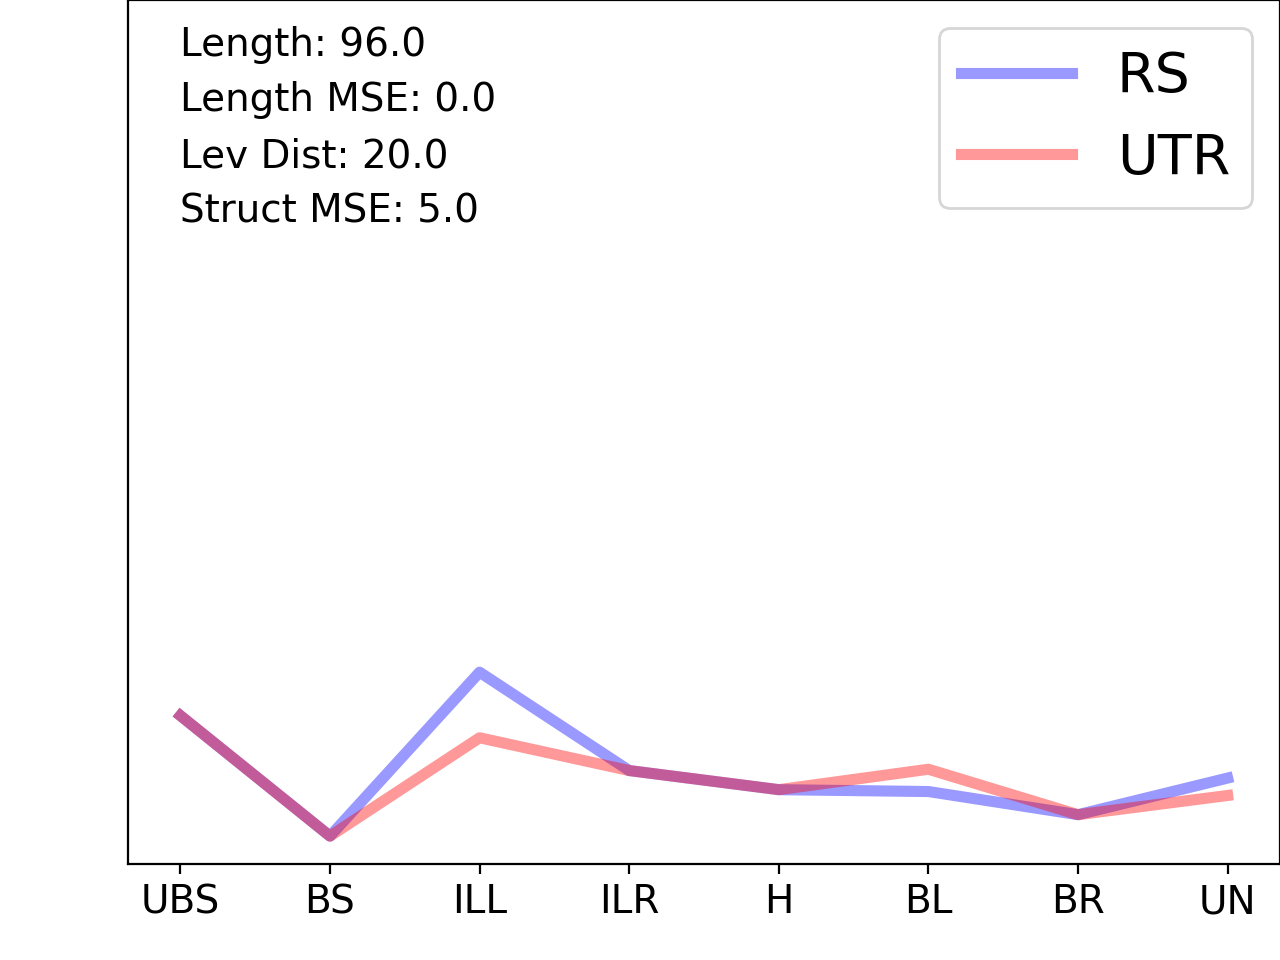 Length: 96.0
Length MSE: 0.0
Lev Dist: 20.0
Struct MSE: 5.0
RS
UTR
UBS BS ILL ILR H BL BR UN